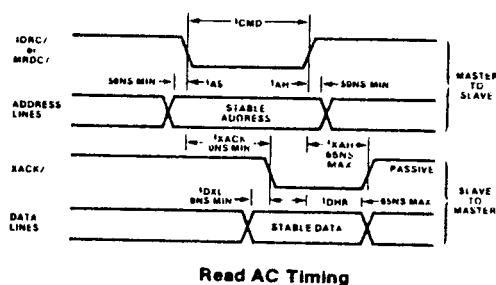 tCMD
IORC/
or
MRDC/
50NS MIN tAS tAH 50NS MIN
MASTER
TO
SLAVE
ADDRESS
LINES
STABLE
ADDRESS
tXACK
0NS MIN
tXAH
65NS
MAX
XACK/
PASSIVE
tDXL
0NS MIN
tDHR 65NS MAX
SLAVE
TO
MASTER
DATA
LINES
STABLE DATA
Read AC Timing